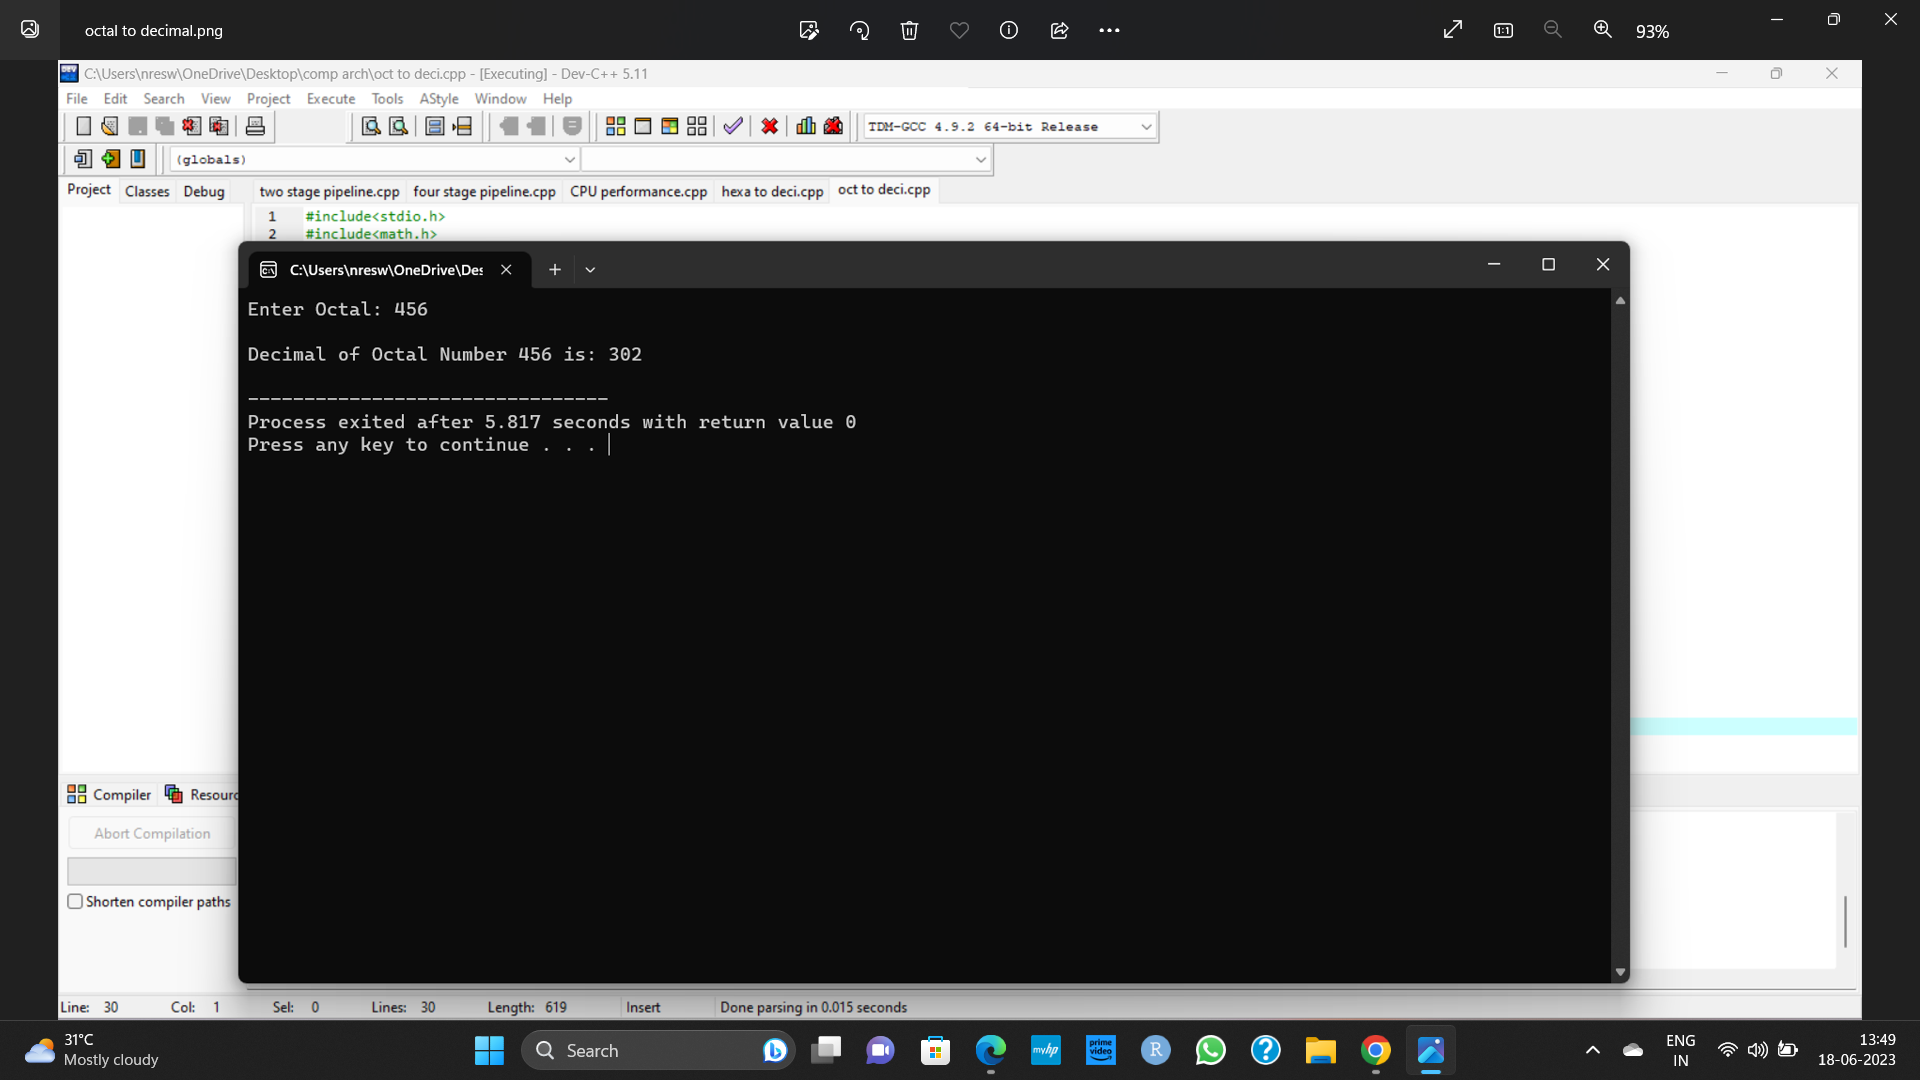 octal to decimal.png
93%
C:\Users\nresw\OneDrive\Desktop\comp arch\oct to deci.cpp - [Executing] - Dev-C++ 5.11
File Edit Search View Project Execute Tools AStyle Window Help
TDM-GCC 4.9.2 64-bit Release
(globals)
Project Classes Debug two stage pipeline.cpp four stage pipeline.cpp CPU performance.cpp hexa to deci.cpp oct to deci.cpp
1 #include<stdio.h>
2 #include<math.h>
C:\Users\nresw\OneDrive\Des
Enter Octal: 456
Decimal of Octal Number 456 is: 302
--------------------------------
Process exited after 5.817 seconds with return value 0
Press any key to continue . . .
Compiler Resourc
Abort Compilation
Shorten compiler paths
Line: 30 Col: 1 Sel: 0 Lines: 30 Length: 619 Insert Done parsing in 0.015 seconds
31°C
Mostly cloudy
Search
myhp
prime video
R
ENG
IN
13:49
18-06-2023